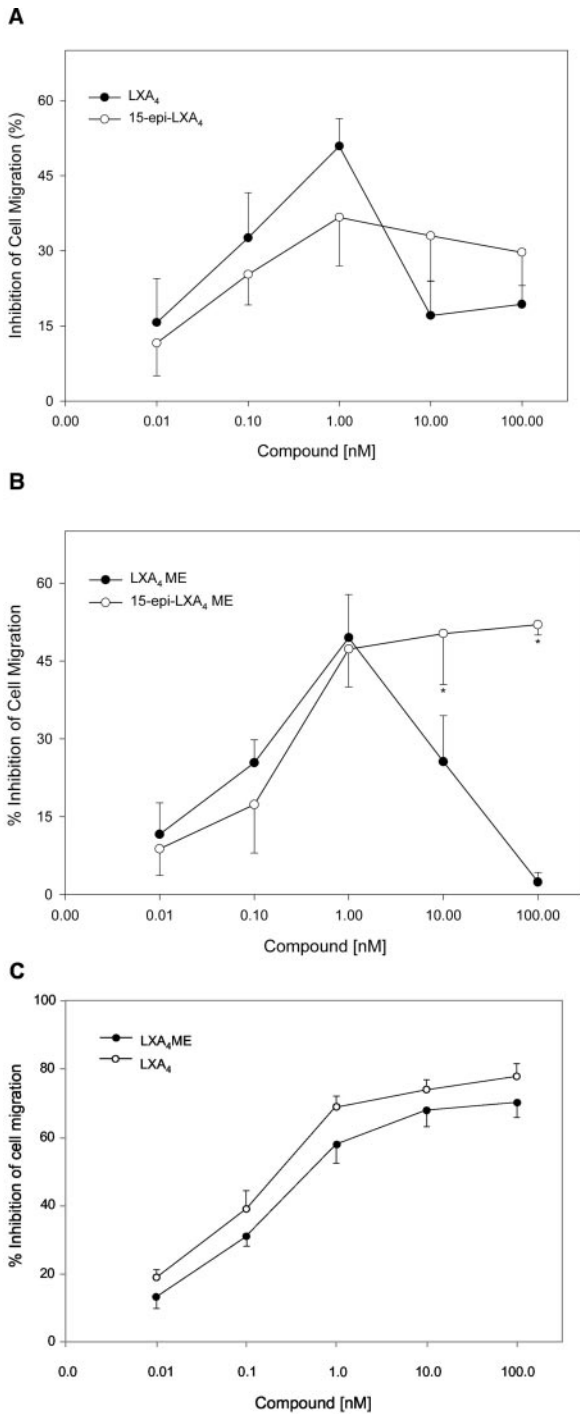 A
Inhibition of Cell Migration (%)
60
45
30
15
0
LXA₄
15-epi-LXA₄
0.00 0.01 0.10 1.00 10.00 100.00
Compound [nM]
B
% Inhibition of Cell Migration
60
45
30
15
0
LXA₄ ME
15-epi-LXA₄ ME
*
*
0.00 0.01 0.10 1.00 10.00 100.00
Compound [nM]
C
% Inhibition of cell migration
100
80
60
40
20
0
LXA₄ME
LXA₄
0.0 0.01 0.1 1.0 10.0 100.0
Compound [nM]